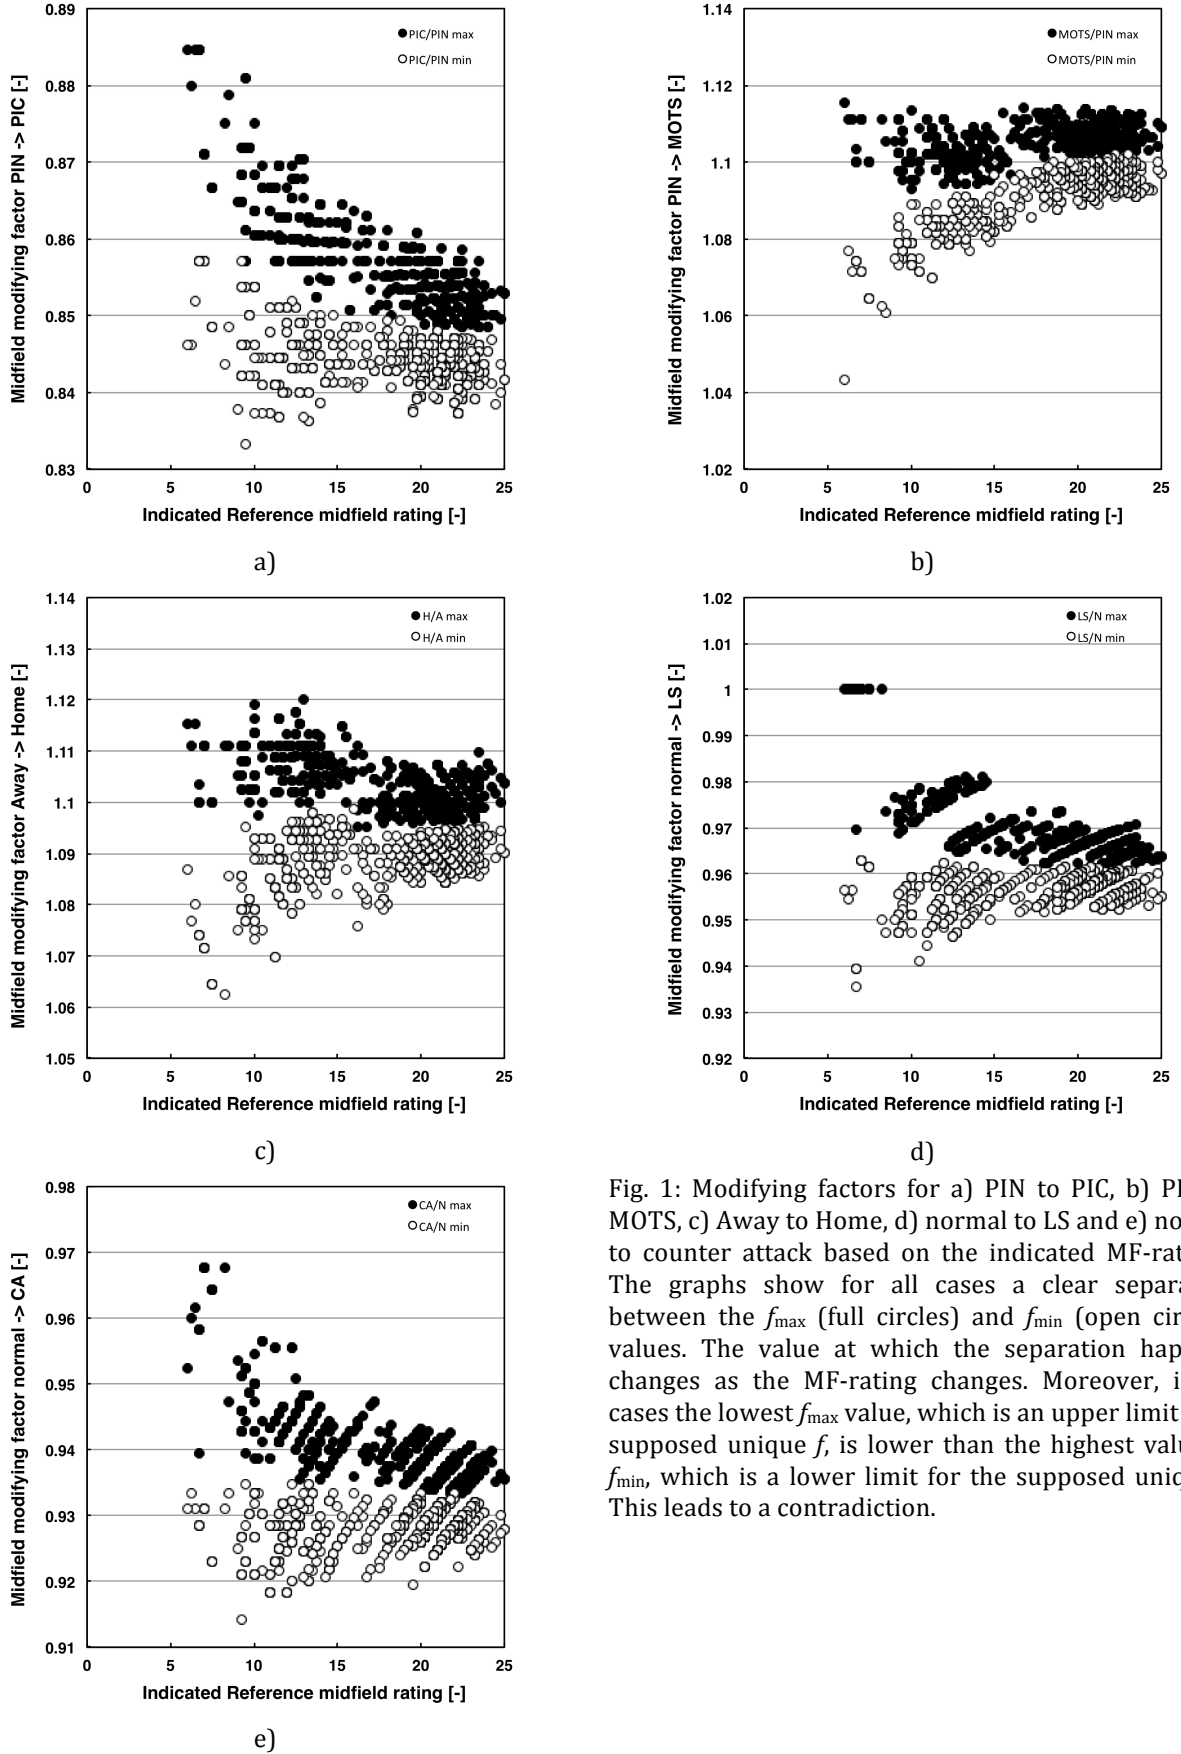 0.89
0.88
0.87
0.86
0.85
0.84
0.83
Midfield modifying factor PIN -> PIC [-]
PIC/PIN max
PIC/PIN min
0 5 10 15 20 25
Indicated Reference midfield rating [-]
a)
1.14
1.12
1.1
1.08
1.06
1.04
1.02
Midfield modifying factor PIN -> MOTS [-]
MOTS/PIN max
MOTS/PIN min
0 5 10 15 20 25
Indicated Reference midfield rating [-]
b)
1.14
1.13
1.12
1.11
1.1
1.09
1.08
1.07
1.06
1.05
Midfield modifying factor Away -> Home [-]
H/A max
H/A min
0 5 10 15 20 25
Indicated Reference midfield rating [-]
c)
1.02
1.01
1
0.99
0.98
0.97
0.96
0.95
0.94
0.93
0.92
Midfield modifying factor normal -> LS [-]
LS/N max
LS/N min
0 5 10 15 20 25
Indicated Reference midfield rating [-]
d)
0.98
0.97
0.96
0.95
0.94
0.93
0.92
0.91
Midfield modifying factor normal -> CA [-]
CA/N max
CA/N min
0 5 10 15 20 25
Indicated Reference midfield rating [-]
e)
Fig. 1: Modifying factors for a) PIN to PIC, b)
MOTS, c) Away to Home, d) normal to LS and e)
to counter attack based on the indicated
The graphs show for all cases a clear
between the fmax (full circles) and fmin (open
values. The value at which the separation
changes as the MF-rating changes. Moreover,
cases the lowest fmax value, which is an upper limit
supposed unique f, is lower than the highest
fmin, which is a lower limit for the supposed
This leads to a contradiction.